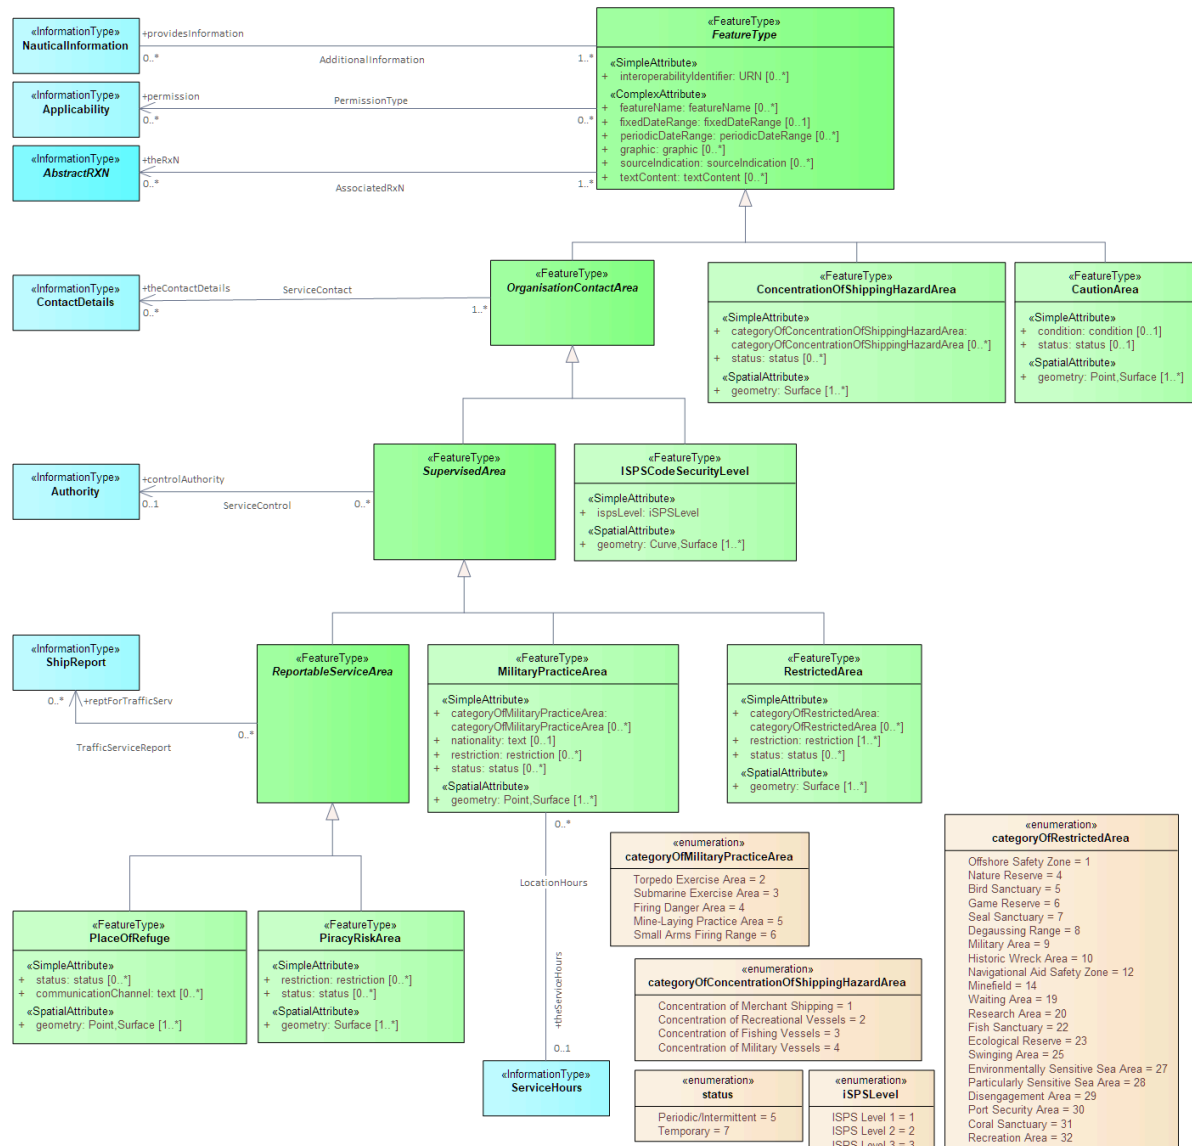 «InformationType»
NauticalInformation
+providesInformation
0..*
AdditionalInformation
1..*
«InformationType»
Applicability
+permission
0..*
PermissionType
0..*
«InformationType»
AbstractRXN
+theRxN
0..*
AssociatedRxN
1..*
«FeatureType»
FeatureType
«SimpleAttribute»
+ interoperabilityIdentifier: URN [0..*]
«ComplexAttribute»
+ featureName: featureName [0..*]
+ fixedDateRange: fixedDateRange [0..1]
+ periodicDateRange: periodicDateRange [0..*]
+ graphic: graphic [0..*]
+ sourceIndication: sourceIndication [0..*]
+ textContent: textContent [0..*]
«InformationType»
ContactDetails
+theContactDetails
0..*
ServiceContact
1..*
«FeatureType»
OrganisationContactArea
«FeatureType»
ConcentrationOfShippingHazardArea
«SimpleAttribute»
+ categoryOfConcentrationOfShippingHazardArea:
categoryOfConcentrationOfShippingHazardArea [0..*]
+ status: status [0..*]
«SpatialAttribute»
+ geometry: Surface [1..*]
«FeatureType»
CautionArea
«SimpleAttribute»
+ condition: condition [0..1]
+ status: status [0..1]
«SpatialAttribute»
+ geometry: Point,Surface [1..*]
«InformationType»
Authority
+controlAuthority
0..1
ServiceControl
0..*
«FeatureType»
SupervisedArea
«FeatureType»
ISPSCodeSecurityLevel
«SimpleAttribute»
+ ispsLevel: iSPSLevel
«SpatialAttribute»
+ geometry: Curve,Surface [1..*]
«InformationType»
ShipReport
0..*
+reptForTrafficServ
0..*
TrafficServiceReport
«FeatureType»
ReportableServiceArea
«FeatureType»
MilitaryPracticeArea
«SimpleAttribute»
+ categoryOfMilitaryPracticeArea:
categoryOfMilitaryPracticeArea [0..*]
+ nationality: text [0..1]
+ restriction: restriction [0..*]
+ status: status [0..*]
«SpatialAttribute»
+ geometry: Point,Surface [1..*]
«FeatureType»
RestrictedArea
«SimpleAttribute»
+ categoryOfRestrictedArea:
categoryOfRestrictedArea [0..*]
+ restriction: restriction [1..*]
+ status: status [0..*]
«SpatialAttribute»
+ geometry: Surface [1..*]
0..*
LocationHours
+theServiceHours
0..1
«InformationType»
ServiceHours
«FeatureType»
PlaceOfRefuge
«SimpleAttribute»
+ status: status [0..*]
+ communicationChannel: text [0..*]
«SpatialAttribute»
+ geometry: Point,Surface [1..*]
«FeatureType»
PiracyRiskArea
«SimpleAttribute»
+ restriction: restriction [0..*]
+ status: status [0..*]
«SpatialAttribute»
+ geometry: Surface [1..*]
«enumeration»
categoryOfMilitaryPracticeArea
Torpedo Exercise Area = 2
Submarine Exercise Area = 3
Firing Danger Area = 4
Mine-Laying Practice Area = 5
Small Arms Firing Range = 6
«enumeration»
categoryOfConcentrationOfShippingHazardArea
Concentration of Merchant Shipping = 1
Concentration of Recreational Vessels = 2
Concentration of Fishing Vessels = 3
Concentration of Military Vessels = 4
«enumeration»
status
Periodic/Intermittent = 5
Temporary = 7
«enumeration»
iSPSLevel
ISPS Level 1 = 1
ISPS Level 2 = 2
ISPS Level 3 = 3
«enumeration»
categoryOfRestrictedArea
Offshore Safety Zone = 1
Nature Reserve = 4
Bird Sanctuary = 5
Game Reserve = 6
Seal Sanctuary = 7
Degaussing Range = 8
Military Area = 9
Historic Wreck Area = 10
Navigational Aid Safety Zone = 12
Minefield = 14
Waiting Area = 19
Research Area = 20
Fish Sanctuary = 22
Ecological Reserve = 23
Swinging Area = 25
Environmentally Sensitive Sea Area = 27
Particularly Sensitive Sea Area = 28
Disengagement Area = 29
Port Security Area = 30
Coral Sanctuary = 31
Recreation Area = 32